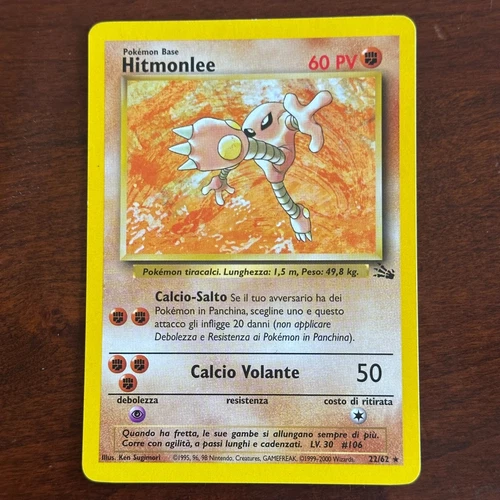 Pokémon Base
Hitmonlee
60 PV
Pokémon tiracalci. Lunghezza: 1,5 m, Peso: 49,8 kg.
Calcio-Salto Se il tuo avversario ha dei
Pokémon in Panchina, scegline uno e questo
attacco gli infligge 20 danni (non applicare
Debolezza e Resistenza ai Pokémon in Panchina).
Calcio Volante 50
debolezza resistenza costo di ritirata
Quando ha fretta, le sue gambe si allungano sempre di più.
Corre con agilità, a passi lunghi e cadenzati. LV. 30 #106
Illus. Ken Sugimori ©1995, 96, 98 Nintendo, Creatures, GAMEFREAK. ©1999-2000 Wizards. 22/62 ★